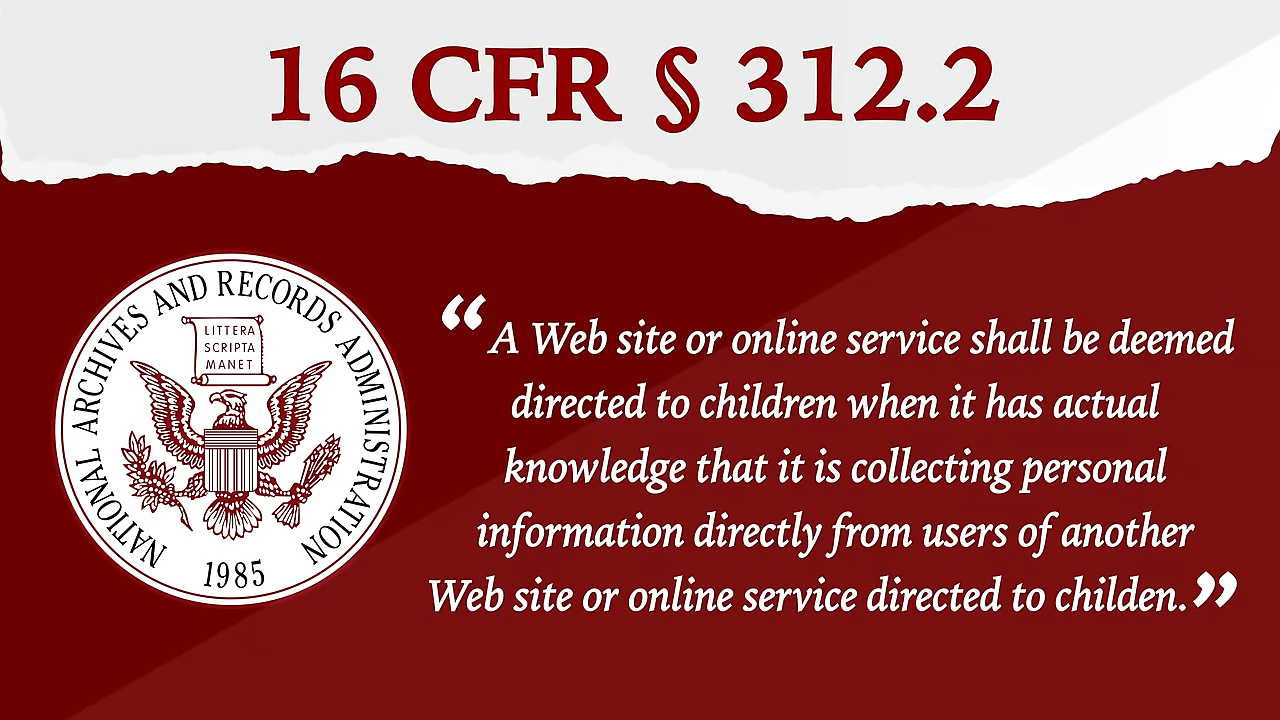 16 CFR § 312.2
NATIONAL ARCHIVES AND RECORDS ADMINISTRATION
LITTERA
SCRIPTA
MANET
1985
“A Web site or online service shall be deemed
directed to children when it has actual
knowledge that it is collecting personal
information directly from users of another
Web site or online service directed to childen.”